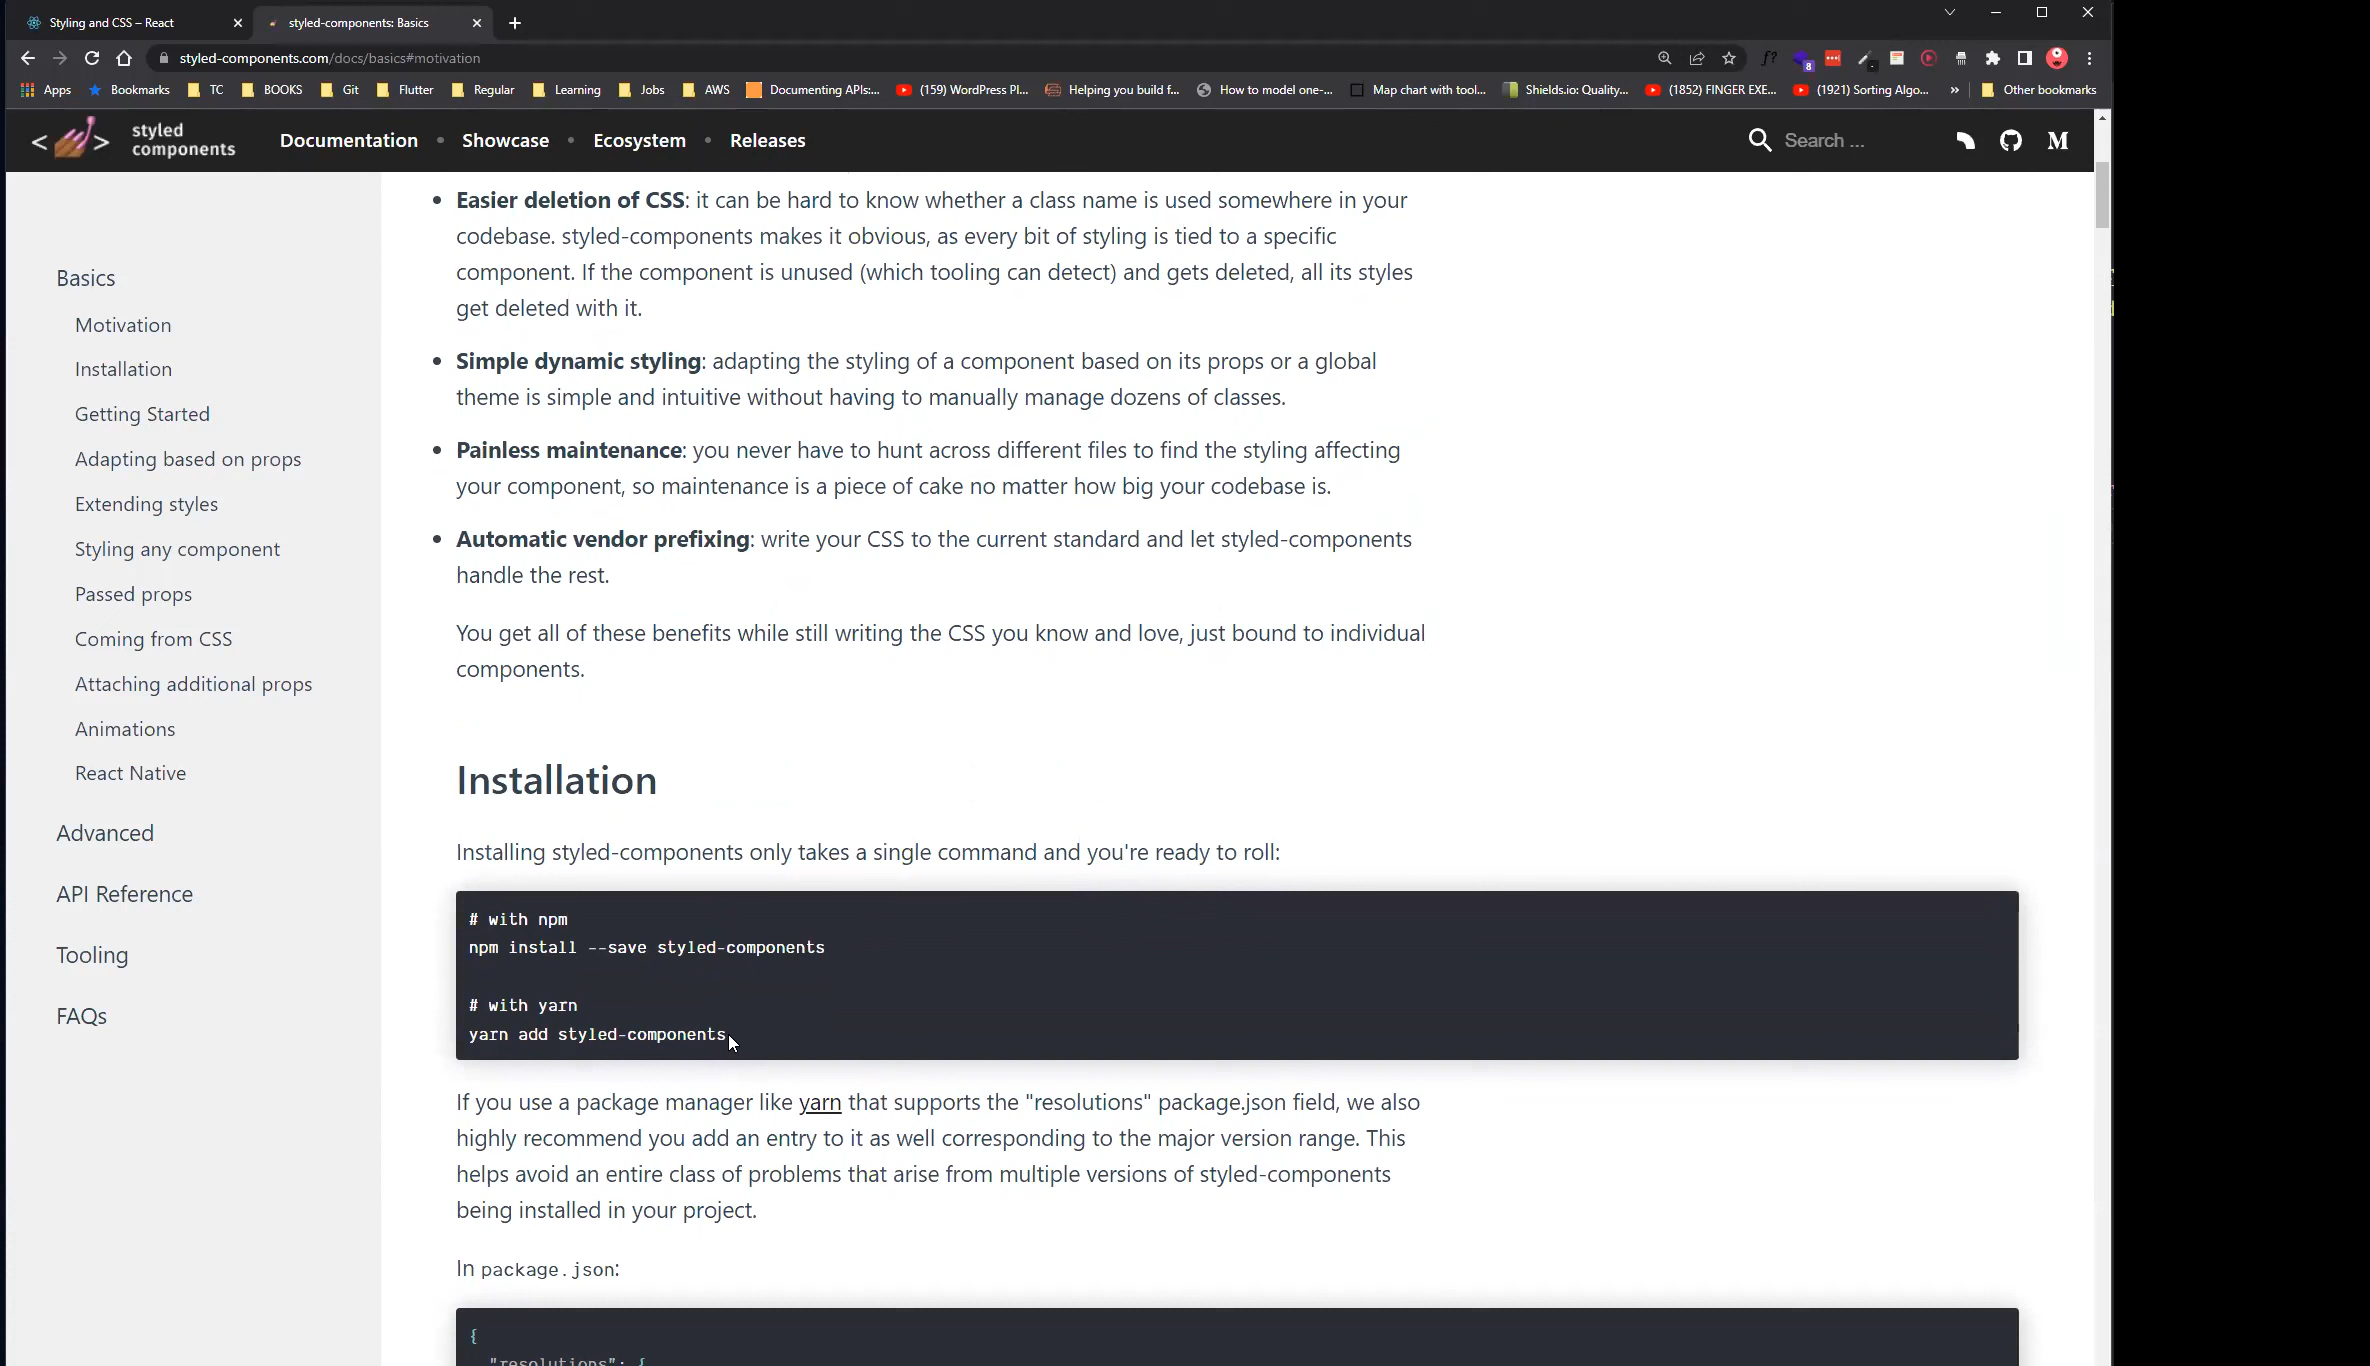 Styling and CSS – React
styled-components: Basics
styled-components.com/docs/basics#motivation
f?
8
Apps
Bookmarks
TC
BOOKS
Git
Flutter
Regular
Learning
Jobs
AWS
Documenting APIs:...
(159) WordPress Pl...
Helping you build f...
How to model one-...
Map chart with tool...
Shields.io: Quality...
(1852) FINGER EXE...
(1921) Sorting Algo...
»
Other bookmarks
< >
styled
components
Documentation • Showcase • Ecosystem • Releases
Search ...
M
Basics
Motivation
Installation
Getting Started
Adapting based on props
Extending styles
Styling any component
Passed props
Coming from CSS
Attaching additional props
Animations
React Native
Advanced
API Reference
Tooling
FAQs
• Easier deletion of CSS: it can be hard to know whether a class name is used somewhere in your
codebase. styled-components makes it obvious, as every bit of styling is tied to a specific
component. If the component is unused (which tooling can detect) and gets deleted, all its styles
get deleted with it.
• Simple dynamic styling: adapting the styling of a component based on its props or a global
theme is simple and intuitive without having to manually manage dozens of classes.
• Painless maintenance: you never have to hunt across different files to find the styling affecting
your component, so maintenance is a piece of cake no matter how big your codebase is.
• Automatic vendor prefixing: write your CSS to the current standard and let styled-components
handle the rest.
You get all of these benefits while still writing the CSS you know and love, just bound to individual
components.
Installation
Installing styled-components only takes a single command and you're ready to roll:
# with npm
npm install --save styled-components
# with yarn
yarn add styled-components
If you use a package manager like yarn that supports the "resolutions" package.json field, we also
highly recommend you add an entry to it as well corresponding to the major version range. This
helps avoid an entire class of problems that arise from multiple versions of styled-components
being installed in your project.
In package.json:
{
"resolutions": {